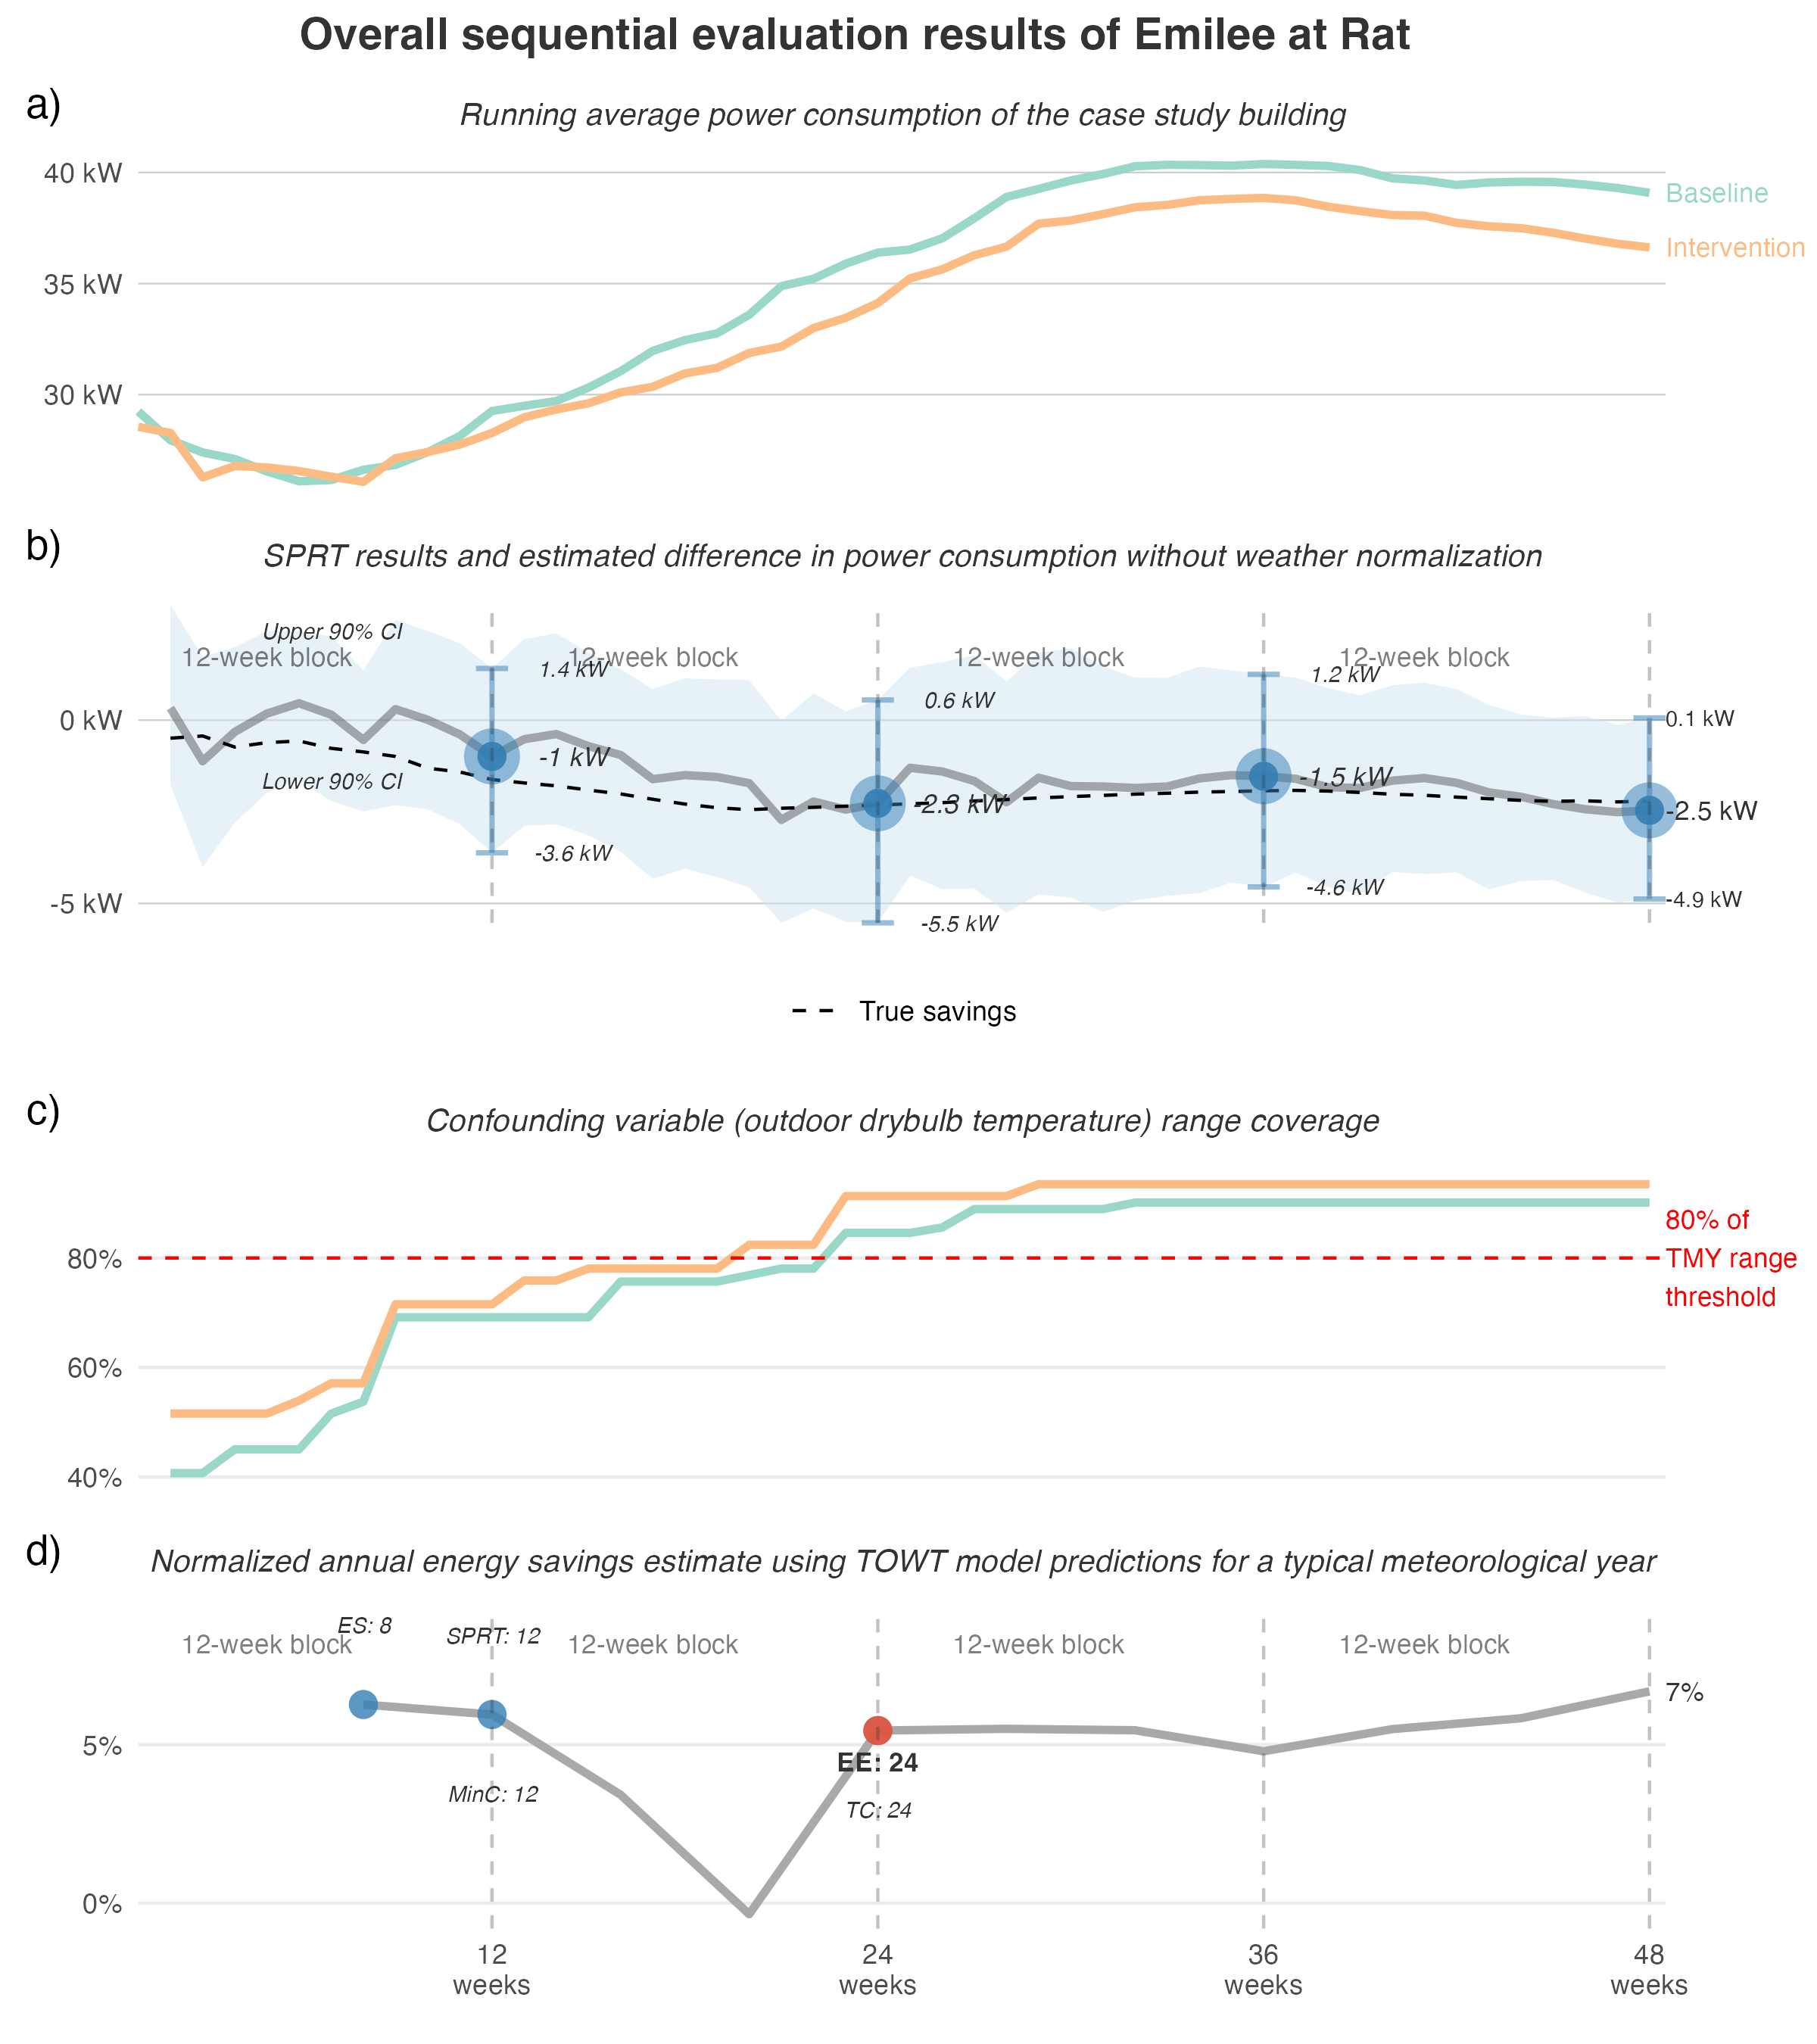 Overall sequential evaluation results of Emilee at Rat
a)
Running average power consumption of the case study building
40 kW
35 kW
30 kW
Baseline
Intervention
b)
SPRT results and estimated difference in power consumption without weather normalization
Upper 90% CI
12-week block
12-week block
12-week block
12-week block
1.4 kW
0.6 kW
1.2 kW
0.1 kW
0 kW
-1 kW
-2.3 kW
-1.5 kW
-2.5 kW
Lower 90% CI
-3.6 kW
-5.5 kW
-4.6 kW
-4.9 kW
-5 kW
True savings
c)
Confounding variable (outdoor drybulb temperature) range coverage
80%
60%
40%
80% of
TMY range
threshold
d)
Normalized annual energy savings estimate using TOWT model predictions for a typical meteorological year
ES: 8
SPRT: 12
12-week block
12-week block
12-week block
12-week block
7%
5%
EE: 24
MinC: 12
TC: 24
0%
12
weeks
24
weeks
36
weeks
48
weeks